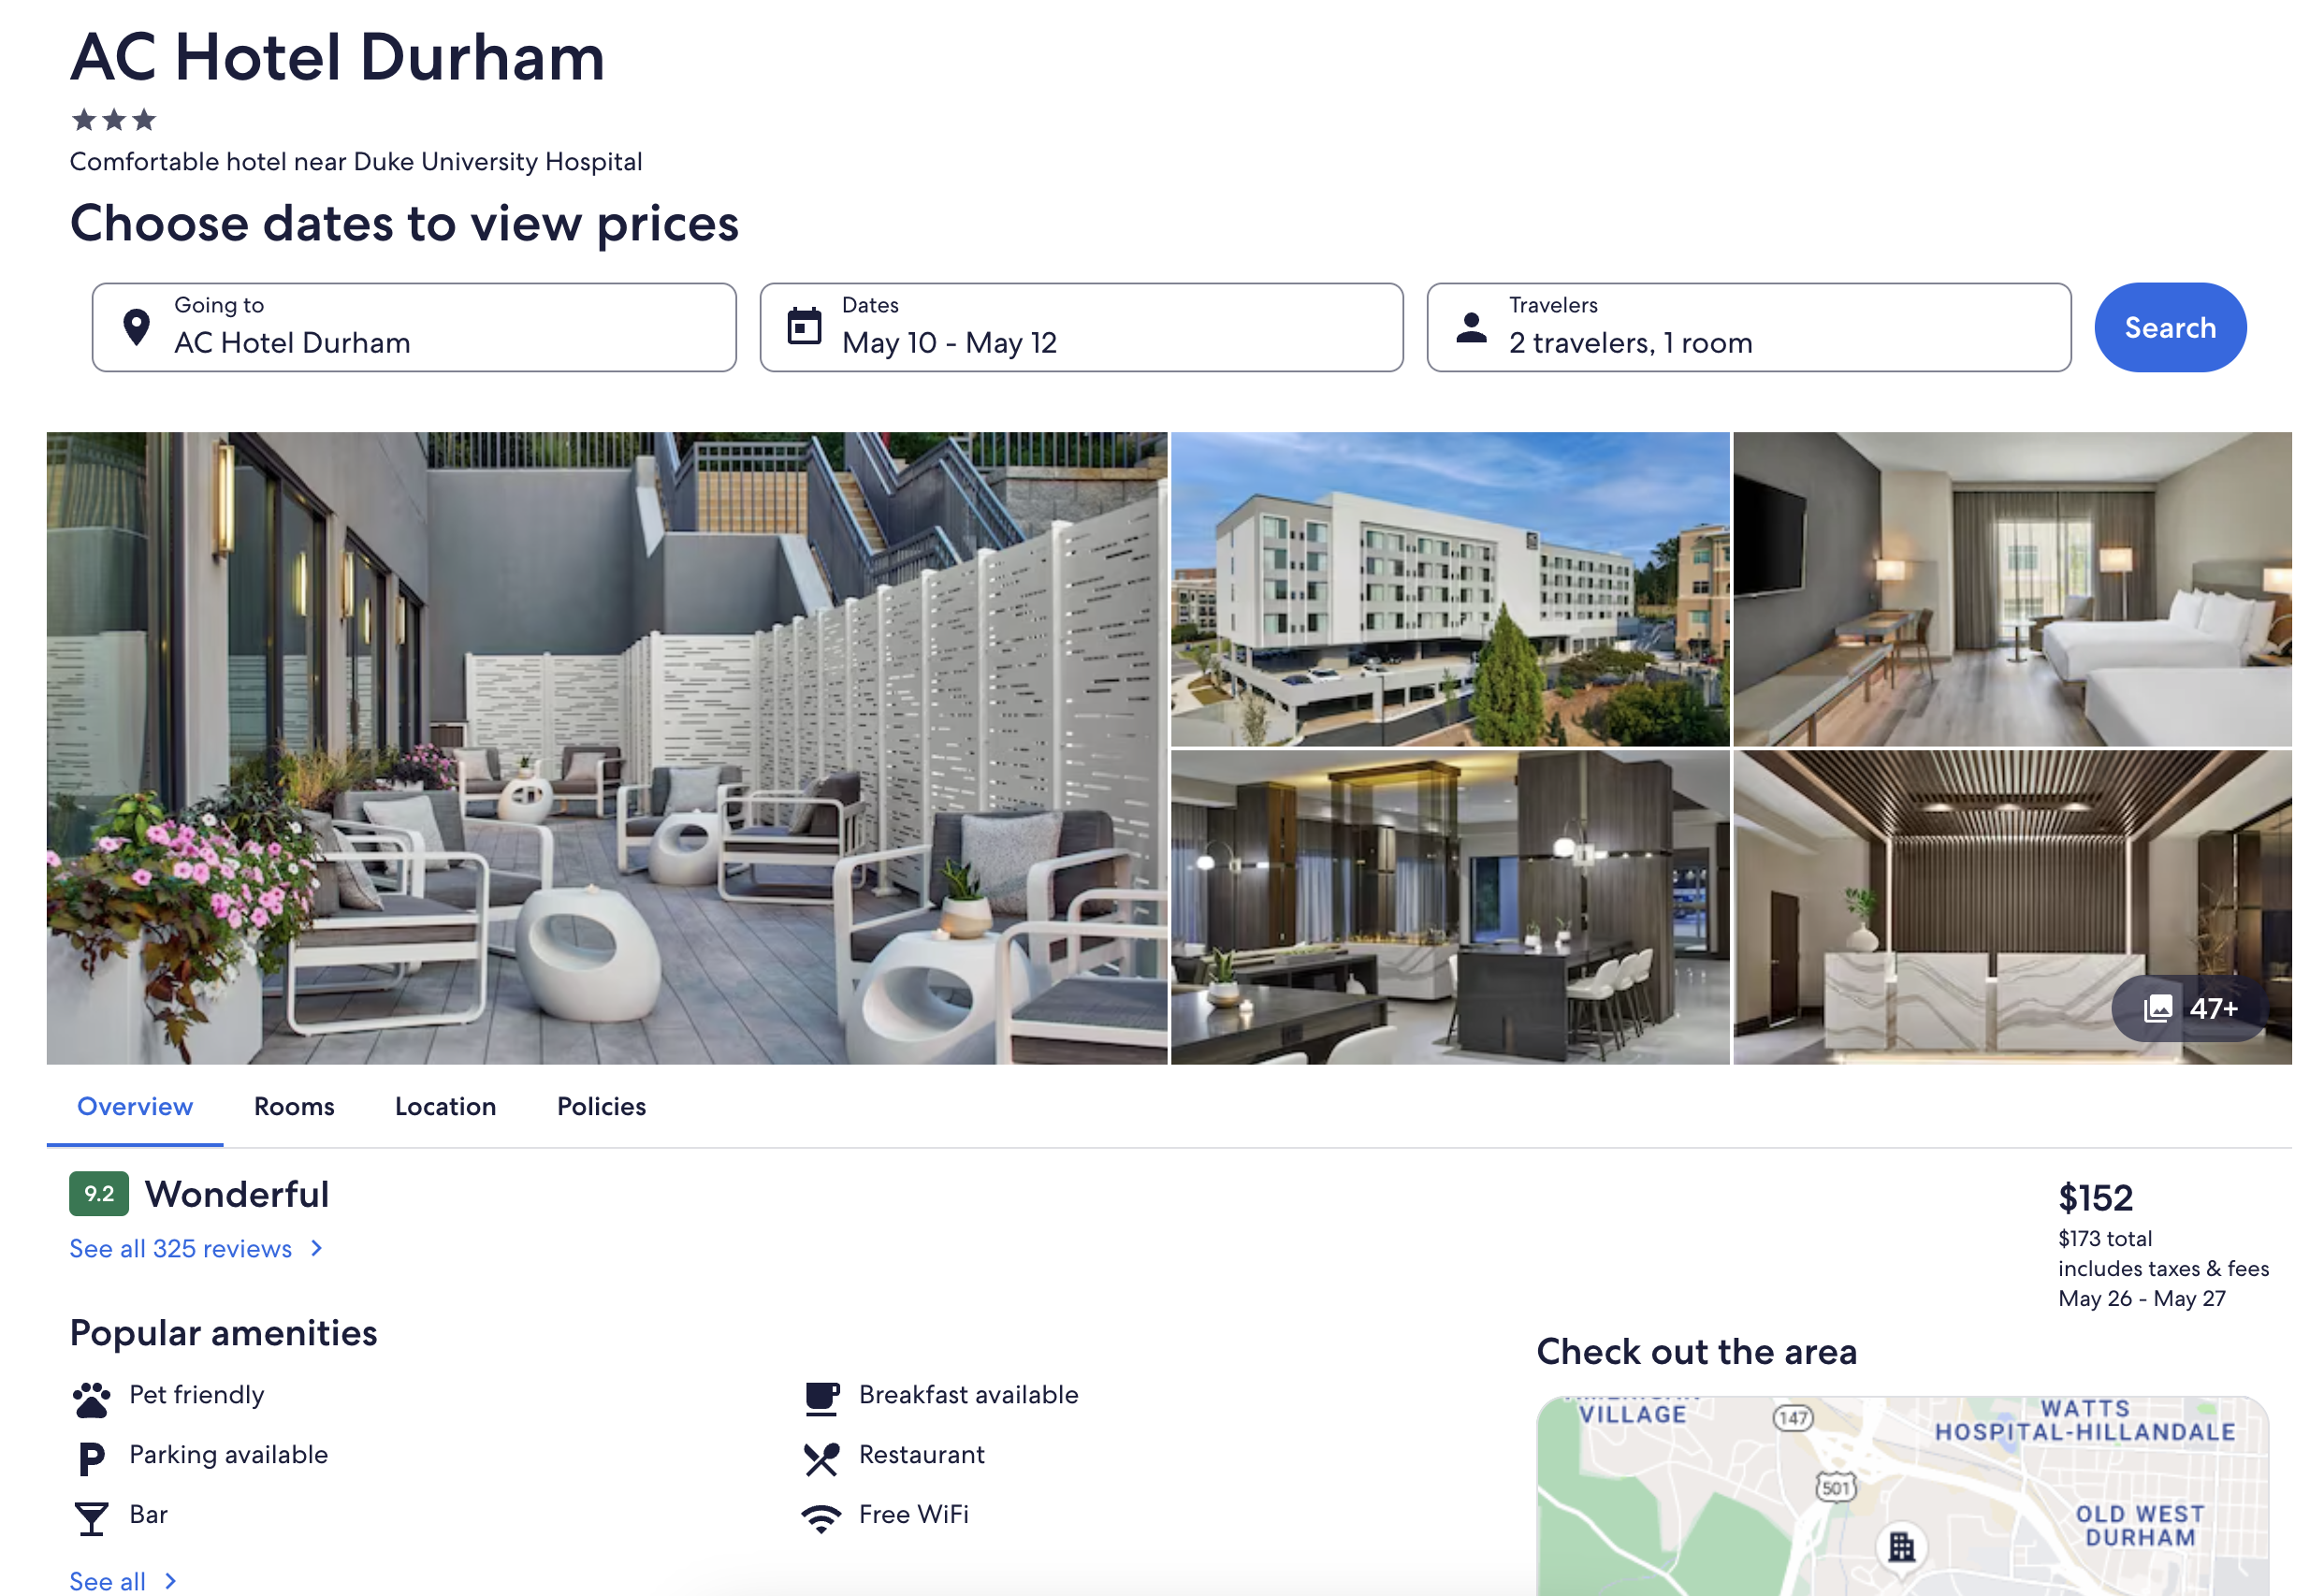 AC Hotel Durham
Comfortable hotel near Duke University Hospital
Choose dates to view prices
Going to
AC Hotel Durham
Dates
May 10 - May 12
Travelers
2 travelers, 1 room
Search
47+
Overview
Rooms
Location
Policies
9.2
Wonderful
See all 325 reviews
$152
$173 total
includes taxes & fees
May 26 - May 27
Popular amenities
Pet friendly
Breakfast available
Parking available
Restaurant
Bar
Free WiFi
See all
Check out the area
VILLAGE
147
WATTS
HOSPITAL-HILLANDALE
501
OLD WEST
DURHAM